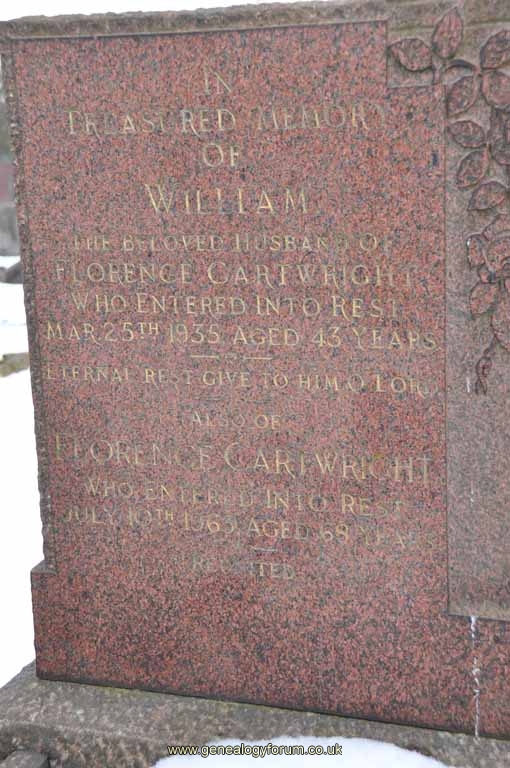 IN
TREASURED MEMORY
OF
WILLIAM
THE BELOVED HUSBAND OF
FLORENCE CARTWRIGHT
WHO ENTERED INTO REST
MAR. 25TH 1935, AGED 43 YEARS
ETERNAL REST GIVE TO HIM O LORD
ALSO OF
FLORENCE CARTWRIGHT
WHO ENTERED INTO REST
JULY 10TH AGED 68 YEARS
REUNITED
www.genealogyforum.co.uk